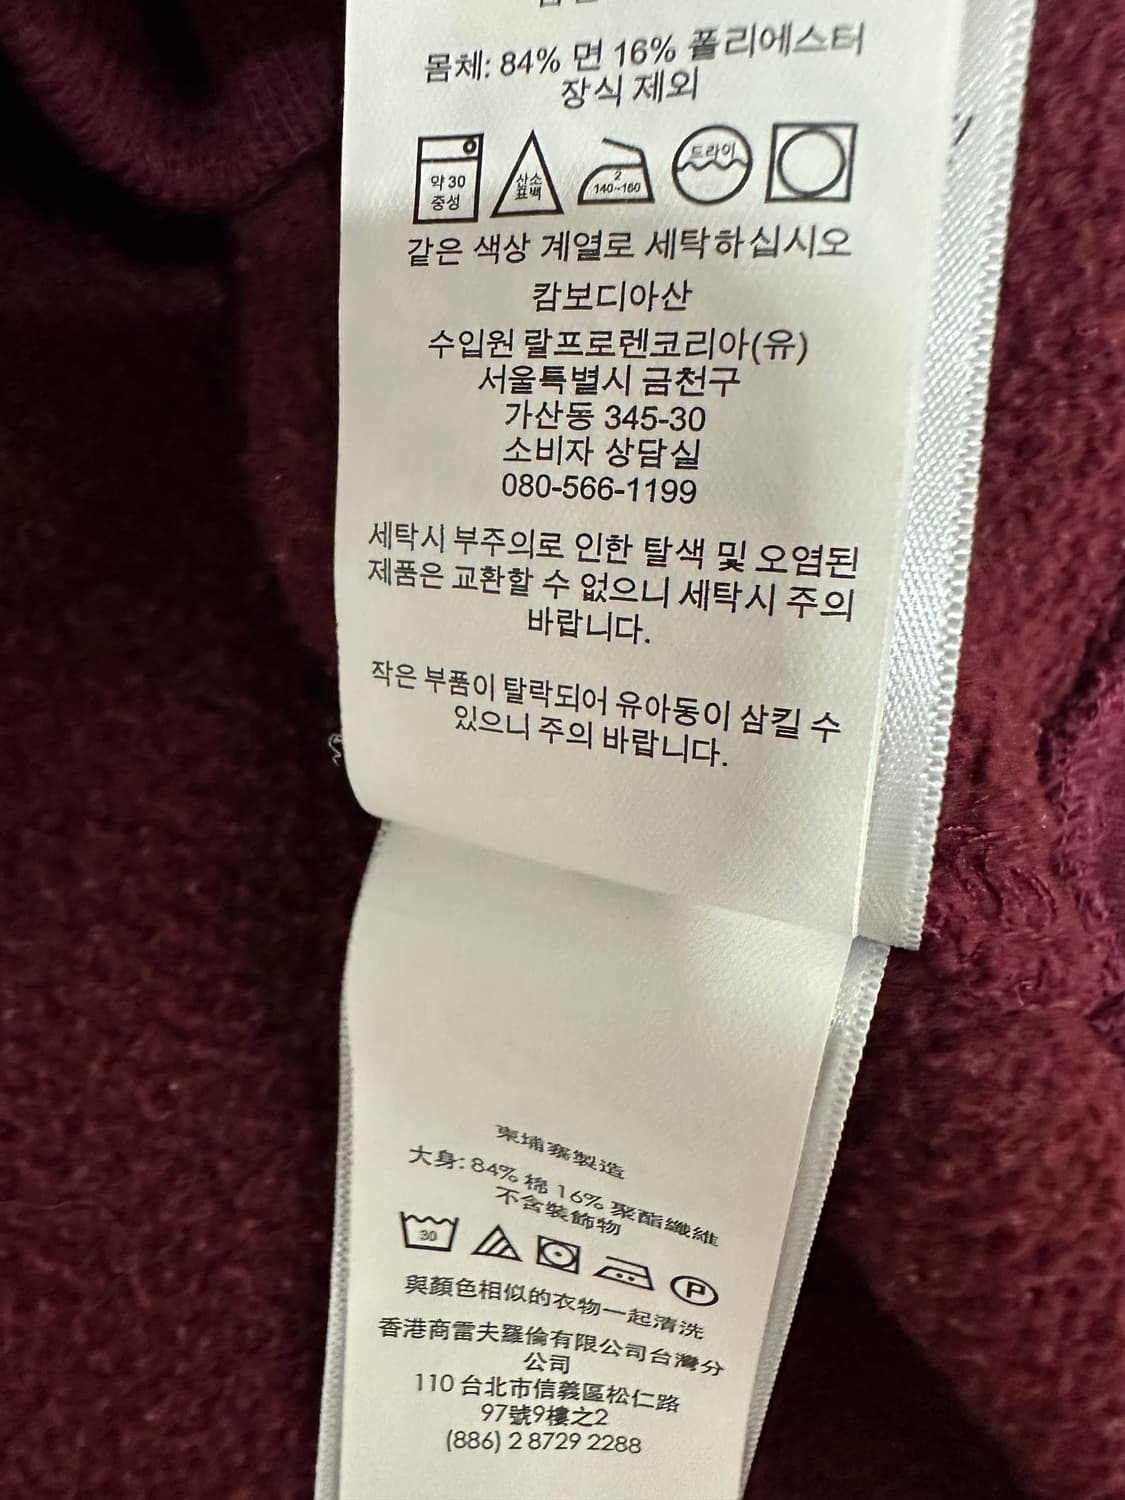 몸체: 84% 면 16% 폴리에스터
장식 제외
약 30
중성
산소
표백
2
140~160
드라이
같은 색상 계열로 세탁하십시오
캄보디아산
수입원 랄프로렌코리아(유)
서울특별시 금천구
가산동 345-30
소비자 상담실
080-566-1199
세탁시 부주의로 인한 탈색 및 오염된
제품은 교환할 수 없으니 세탁시 주의
바랍니다.
작은 부품이 탈락되어 유아동이 삼킬 수
있으니 주의 바랍니다.
柬埔寨製造
大身: 84% 棉 16% 聚酯纖維
不含裝飾物
30
P
與顏色相似的衣物一起清洗
香港商雷夫羅倫有限公司台灣分
公司
110 台北市信義區松仁路
97號9樓之2
(886) 2 8729 2288